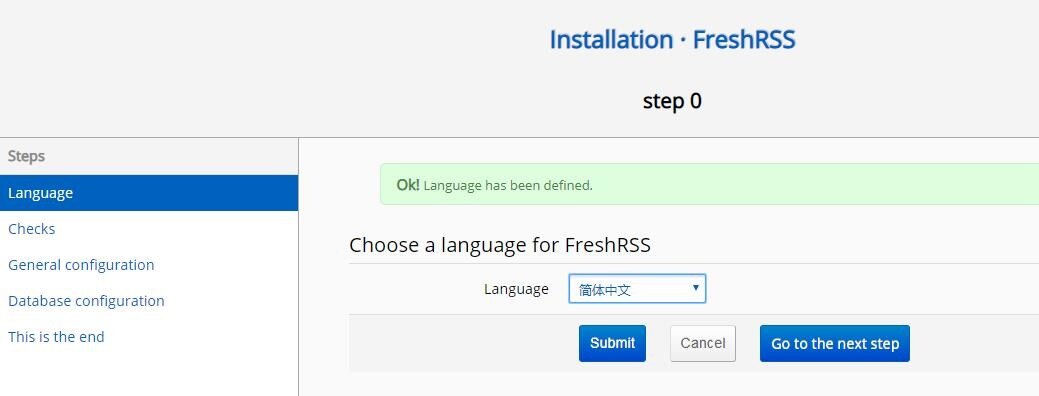 Installation · FreshRSS
step 0
Steps
Language
Checks
General configuration
Database configuration
This is the end
Ok! Language has been defined.
Choose a language for FreshRSS
Language 简体中文
Submit Cancel Go to the next step